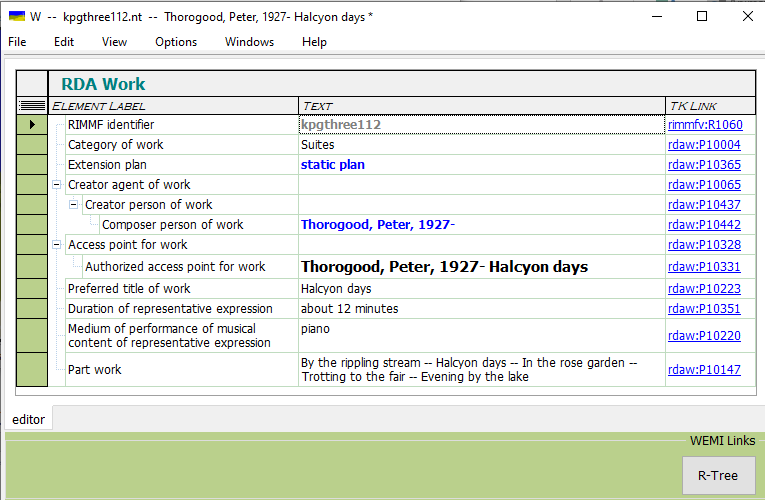 W -- kpgthree112.nt -- Thorogood, Peter, 1927- Halcyon days *
File Edit View Options Windows Help
RDA Work
Element Label Text TK Link
RIMMF identifier kpgthree112 rimmfv:R1060
Category of work Suites rdaw:P10004
Extension plan static plan rdaw:P10365
Creator agent of work rdaw:P10065
Creator person of work rdaw:P10437
Composer person of work Thorogood, Peter, 1927- rdaw:P10442
Access point for work rdaw:P10328
Authorized access point for work Thorogood, Peter, 1927- Halcyon days rdaw:P10331
Preferred title of work Halcyon days rdaw:P10223
Duration of representative expression about 12 minutes rdaw:P10351
Medium of performance of musical piano
content of representative expression rdaw:P10220
By the rippling stream -- Halcyon days -- In the rose garden --
Part work Trotting to the fair -- Evening by the lake rdaw:P10147
editor
WEMI Links
R-Tree